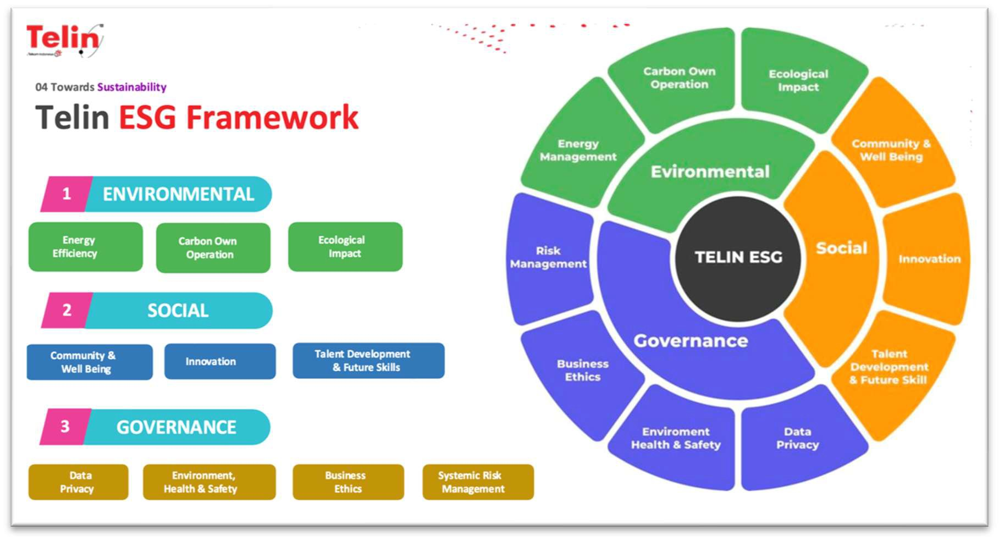 Telin
Telkom Indonesia
04 Towards Sustainability
Telin ESG Framework
1 ENVIRONMENTAL
Energy
Efficiency
Carbon Own
Operation
Ecological
Impact
2 SOCIAL
Community &
Well Being
Innovation
Talent Development
& Future Skills
3 GOVERNANCE
Data
Privacy
Environment,
Health & Safety
Business
Ethics
Systemic Risk
Management
Carbon Own
Operation
Ecological
Impact
Energy
Management
Community &
Well Being
Evironmental
Risk
Management
TELIN ESG
Social
Innovation
Governance
Business
Ethics
Talent
Development
& Future Skill
Enviroment
Health & Safety
Data
Privacy